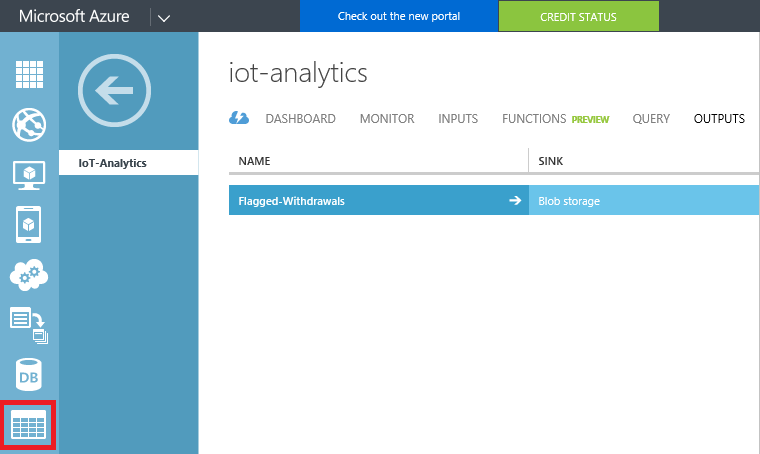 Microsoft Azure
Check out the new portal
CREDIT STATUS
iot-analytics
DASHBOARD MONITOR INPUTS FUNCTIONS PREVIEW QUERY OUTPUTS
IoT-Analytics
NAME SINK
Flagged-Withdrawals Blob storage
DB